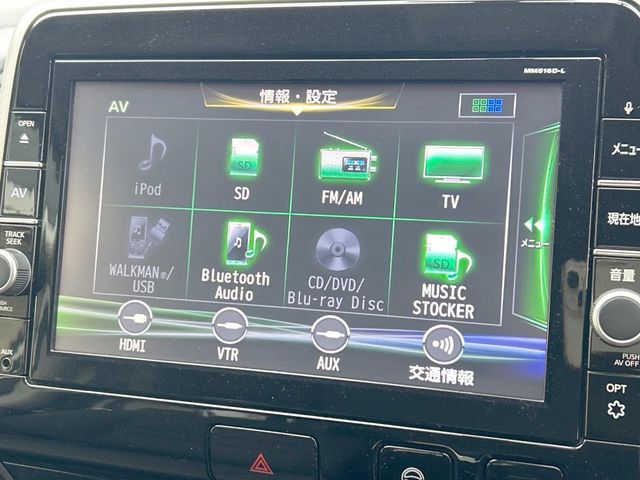 MM516D-L
OPEN
AV
情報・設定
AV
メニュー
iPod
SD
FM/AM
TV
現在地
TRACK
SEEK
WALKMAN®/
USB
Bluetooth
Audio
CD/DVD/
Blu-ray Disc
SD
MUSIC
STOCKER
メニュー
音量
PUSH
AUX
HDMI
VTR
AUX
交通情報
PUSH
AV OFF
OPT